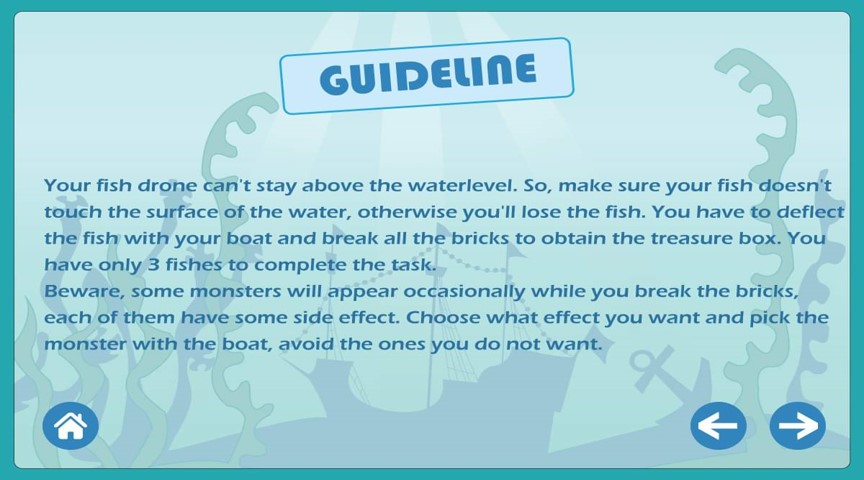 GUIDELINE
Your fish drone can't stay above the waterlevel. So, make sure your fish doesn't
touch the surface of the water, otherwise you'll lose the fish. You have to deflect
the fish with your boat and break all the bricks to obtain the treasure box. You
have only 3 fishes to complete the task.
Beware, some monsters will appear occasionally while you break the bricks,
each of them have some side effect. Choose what effect you want and pick the
monster with the boat, avoid the ones you do not want.